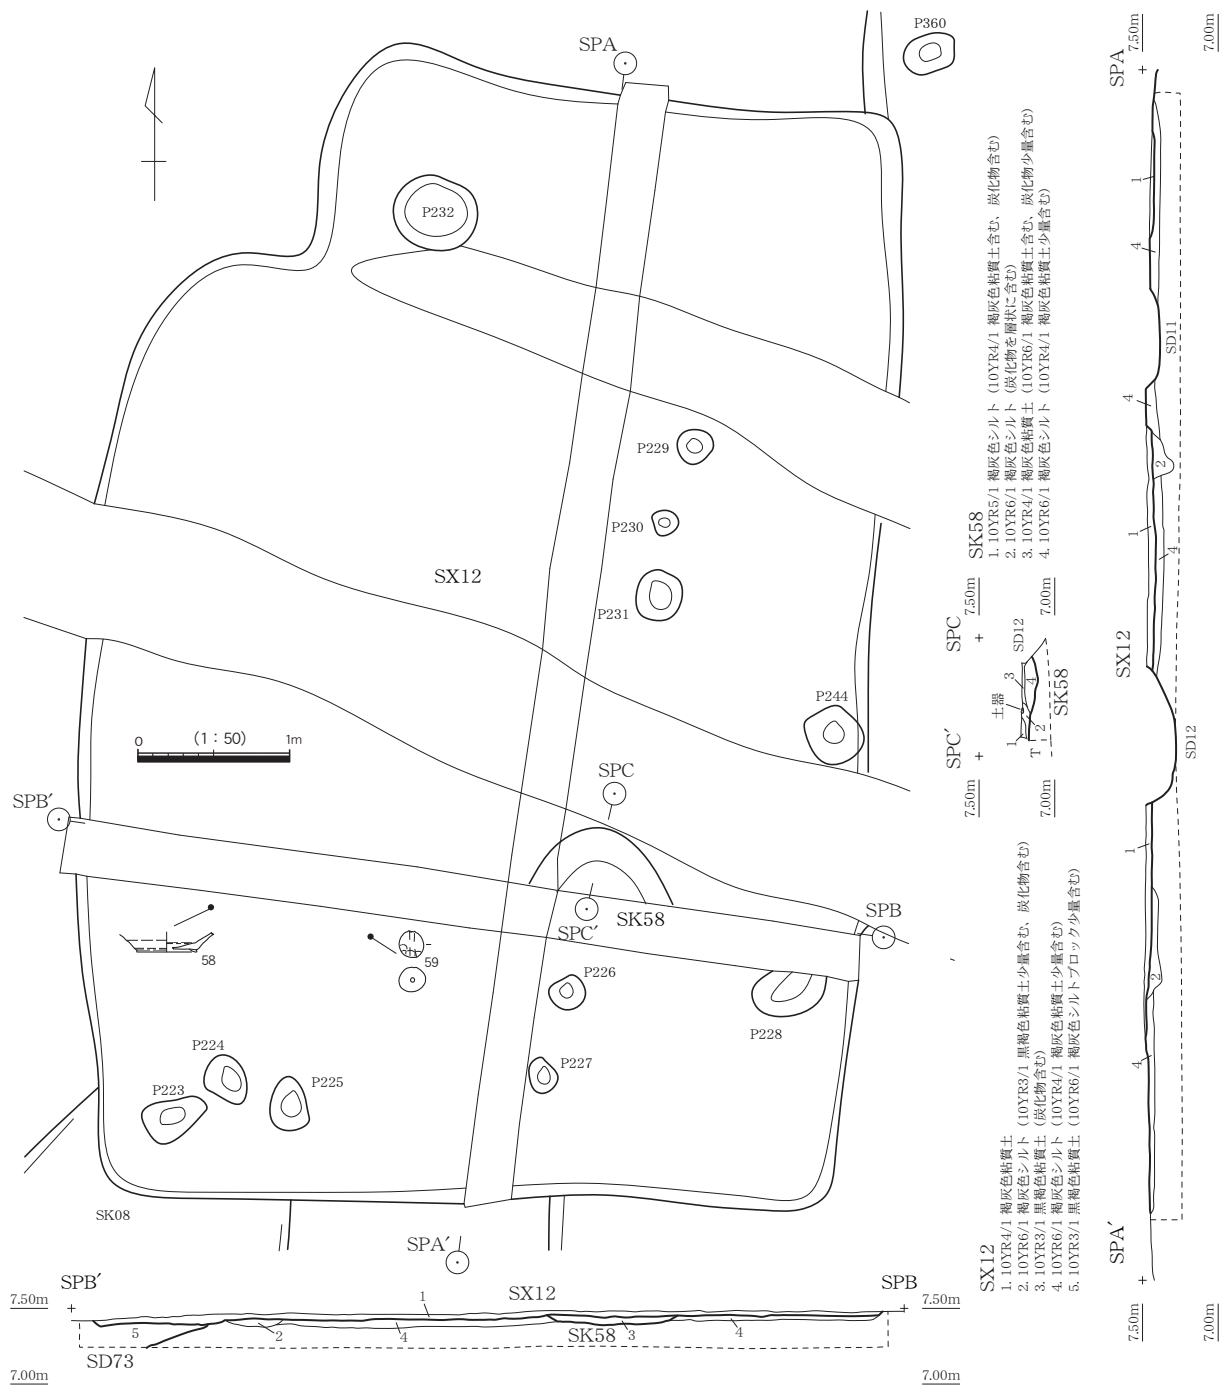 P360
SPA
P232
P229
P230
SX12
P231
P244
0 (1：50) 1m
SPC
SPB′
SK58
SPB
SPC′
58
59
P226
P228
P224
P227
P225
P223
SK08
SPA′
SPB′ SX12 SPB
7.50m 1 7.50m
5 2 4 SK58 3 4
SD73
7.00m 7.00m
SK58
1. 10YR5/1 褐灰色シルト（10YR4/1 褐灰色粘質土含む、炭化物含む）
2. 10YR6/1 褐灰色シルト（炭化物を層状に含む）
3. 10YR4/1 褐灰色粘質土（10YR6/1 褐灰色粘質土含む、炭化物少量含む）
4. 10YR6/1 褐灰色シルト（10YR4/1 褐灰色粘質土少量含む）
SPC′ SPC
7.50m 7.50m
7.00m 7.00m
土器
SD12
1
T
2
3
4
SK58
SX12
1. 10YR4/1 褐灰色粘質土
2. 10YR6/1 褐灰色シルト（10YR3/1 黒褐色粘質土少量含む、炭化物含む）
3. 10YR3/1 黒褐色粘質土（炭化物含む）
4. 10YR6/1 褐灰色シルト（10YR4/1 褐灰色粘質土少量含む）
5. 10YR3/1 黒褐色粘質土（10YR6/1 褐灰色シルトブロック少量含む）
7.50m 7.00m
SPA
1
4
SD11
4
2
1
4
SX12
SD12
1
2
4
SPA′
7.50m 7.00m